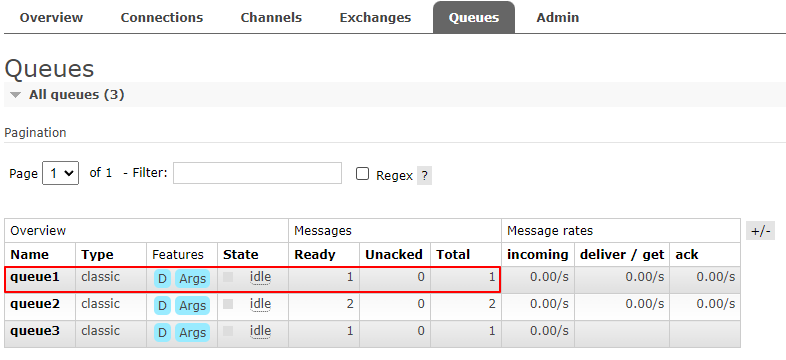 Overview Connections Channels Exchanges Queues Admin
Queues
All queues (3)
Pagination
Page 1 of 1 - Filter: Regex ?
Overview Messages Message rates +/-
Name Type Features State Ready Unacked Total incoming deliver / get ack
queue1 classic D Args idle 1 0 1 0.00/s 0.00/s 0.00/s
queue2 classic D Args idle 2 0 2 0.00/s 0.00/s 0.00/s
queue3 classic D Args idle 1 0 1 0.00/s